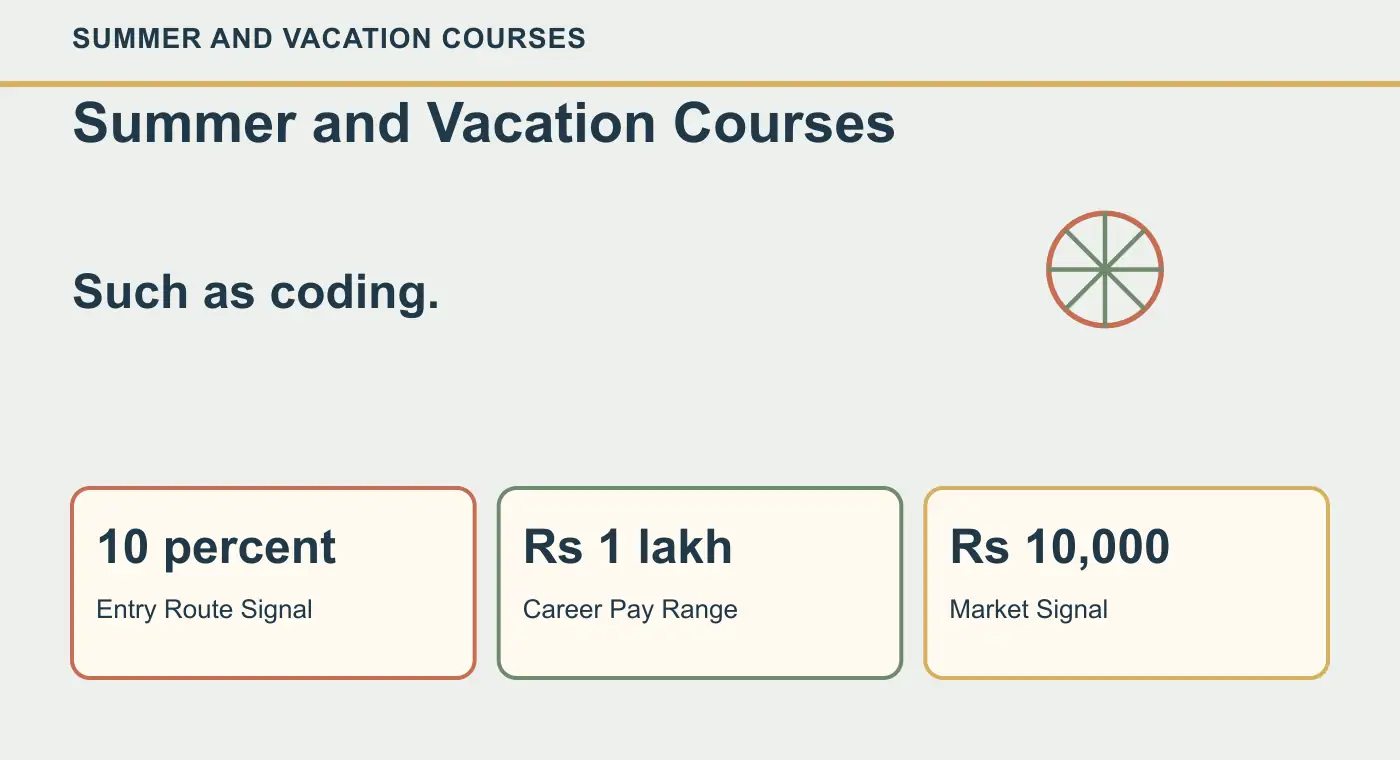 SUMMER AND VACATION COURSES
Summer and Vacation Courses
Such as coding.
10 percent
Entry Route Signal
Rs 1 lakh
Career Pay Range
Rs 10,000
Market Signal